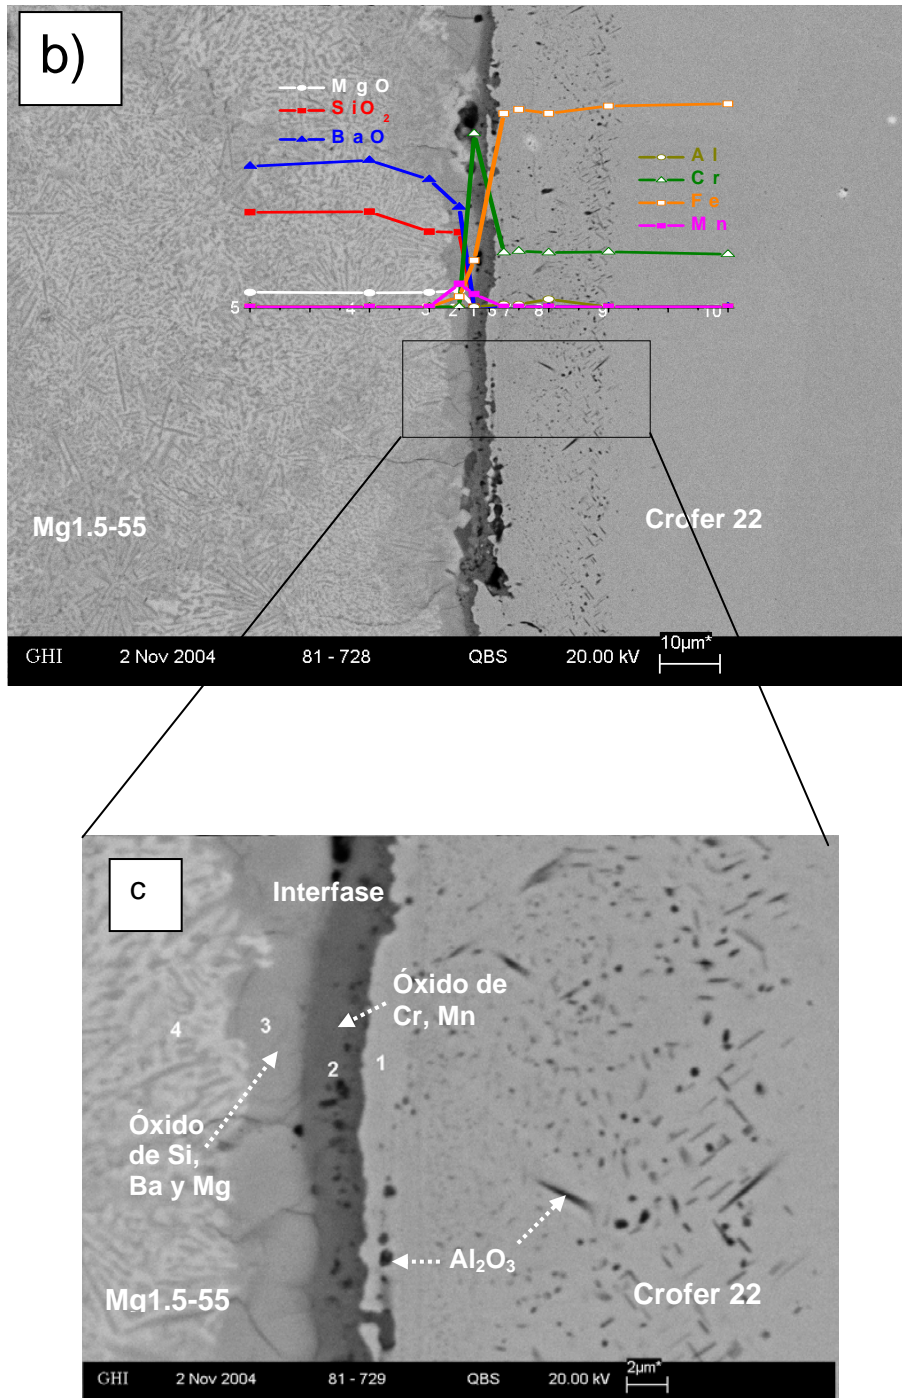 b)
MgO
SiO₂
BaO
Al
Cr
Fe
Mn
5 4 3 2 1 6 7 8 9 10
Mg1.5-55
Crofer 22
GHI 2 Nov 2004 81 - 728 QBS 20.00 kV 10µm*
c
Interfase
Óxido de
Cr, Mn
4 3 2 1
Óxido
de Si,
Ba y Mg
Al₂O₃
Mg1.5-55
Crofer 22
GHI 2 Nov 2004 81 - 729 QBS 20.00 kV 2µm*